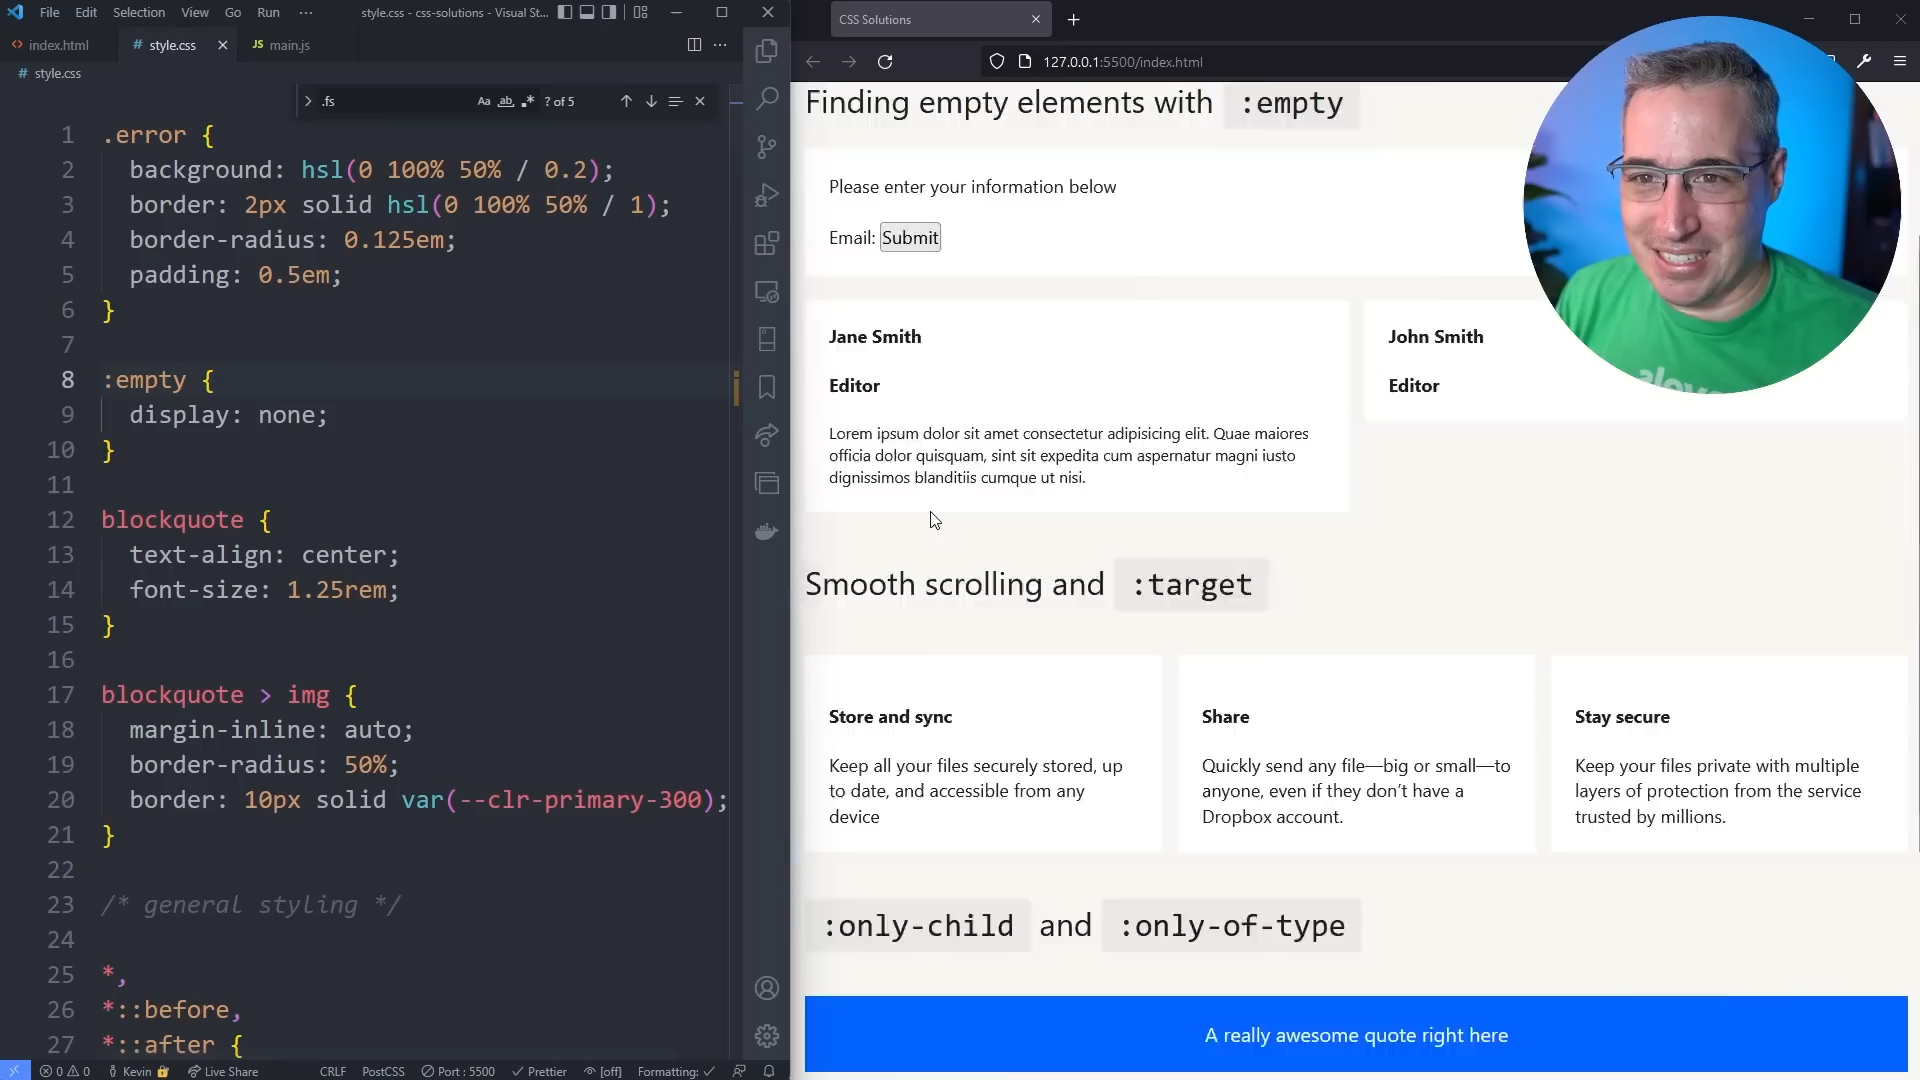 File Edit Selection View Go Run ··· style.css - css-solutions - Visual St...
index.html # style.css JS main.js
# style.css
.fs Aa ab ? of 5
1 .error {
2 background: hsl(0 100% 50% / 0.2);
3 border: 2px solid hsl(0 100% 50% / 1);
4 border-radius: 0.125em;
5 padding: 0.5em;
6 }
7
8 :empty {
9 display: none;
10 }
11
12 blockquote {
13 text-align: center;
14 font-size: 1.25rem;
15 }
16
17 blockquote > img {
18 margin-inline: auto;
19 border-radius: 50%;
20 border: 10px solid var(--clr-primary-300);
21 }
22
23 /* general styling */
24
25 *,
26 *::before,
27 *::after {
0 0 Kevin Live Share CRLF PostCSS Port : 5500 Prettier [off] Formatting:
CSS Solutions
127.0.0.1:5500/index.html
Finding empty elements with :empty
Please enter your information below
Email: Submit
Jane Smith
Editor
Lorem ipsum dolor sit amet consectetur adipisicing elit. Quae maiores
officia dolor quisquam, sint sit expedita cum aspernatur magni iusto
dignissimos blanditiis cumque ut nisi.
John Smith
Editor
Smooth scrolling and :target
Store and sync
Keep all your files securely stored, up
to date, and accessible from any
device
Share
Quickly send any file—big or small—to
anyone, even if they don’t have a
Dropbox account.
Stay secure
Keep your files private with multiple
layers of protection from the service
trusted by millions.
:only-child and :only-of-type
A really awesome quote right here